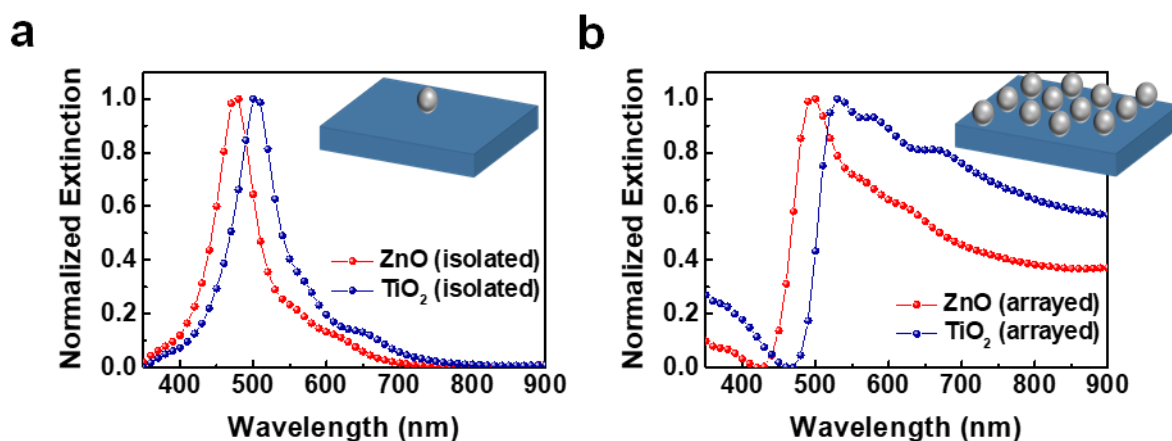 a
b
Normalized Extinction
1.0
0.8
0.6
0.4
0.2
0.0
ZnO (isolated)
TiO₂ (isolated)
400 500 600 700 800 900
Wavelength (nm)
Normalized Extinction
1.0
0.8
0.6
0.4
0.2
0.0
ZnO (arrayed)
TiO₂ (arrayed)
400 500 600 700 800 900
Wavelength (nm)